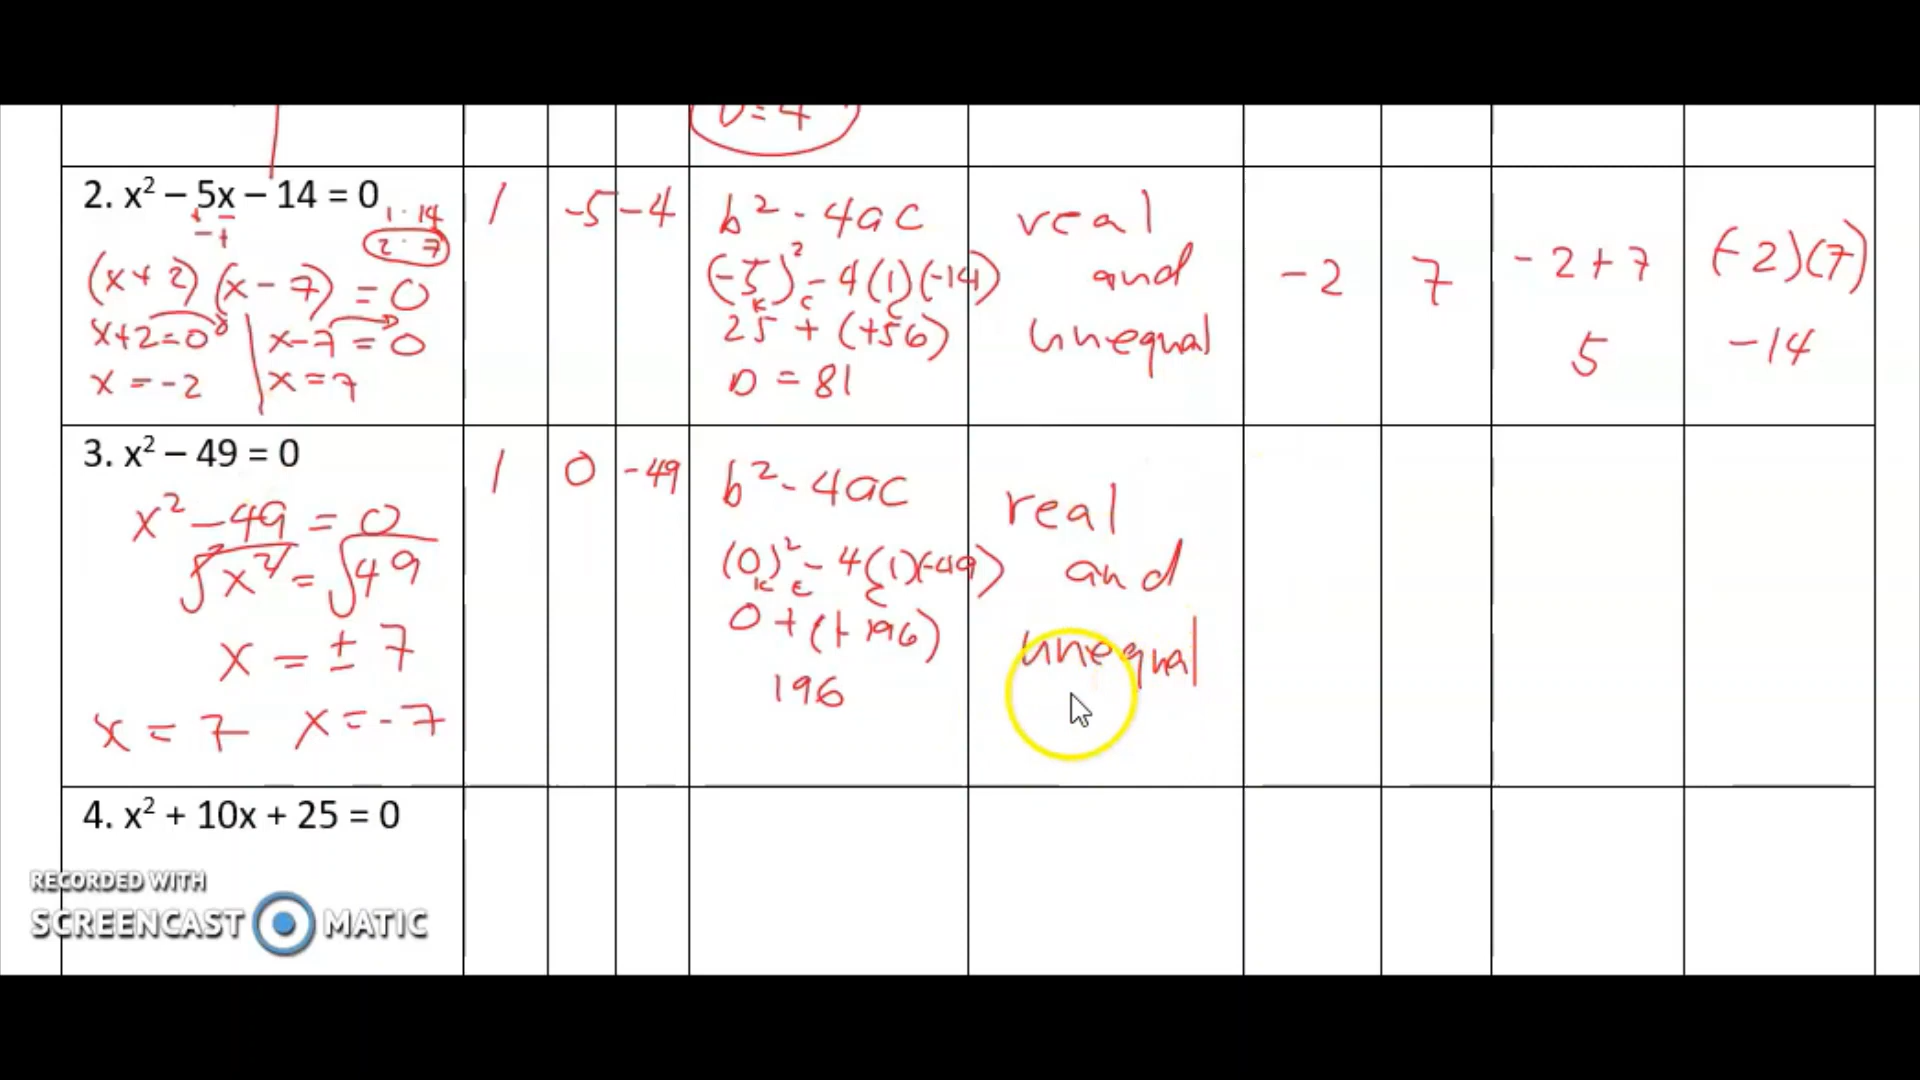 D=4
2. x² – 5x – 14 = 0
+ –
– +
1 · 14
2 · 7
(x+2)(x-7)=0
x+2=0 x-7=0
x=-2 x=7
1 -5 -4
b²-4ac
(-5)²-4(1)(-14)
K C C
25+(+56)
D=81
real
and
unequal
-2 7 -2+7 (-2)(7)
5 -14
3. x² – 49 = 0
x²-49=0
√x²=√49
x=±7
x=7 x=-7
1 0 -49
b²-4ac
(0)²-4(1)(-49)
K C C
0+(+196)
196
real
and
unequal
4. x² + 10x + 25 = 0
RECORDED WITH
SCREENCAST MATIC